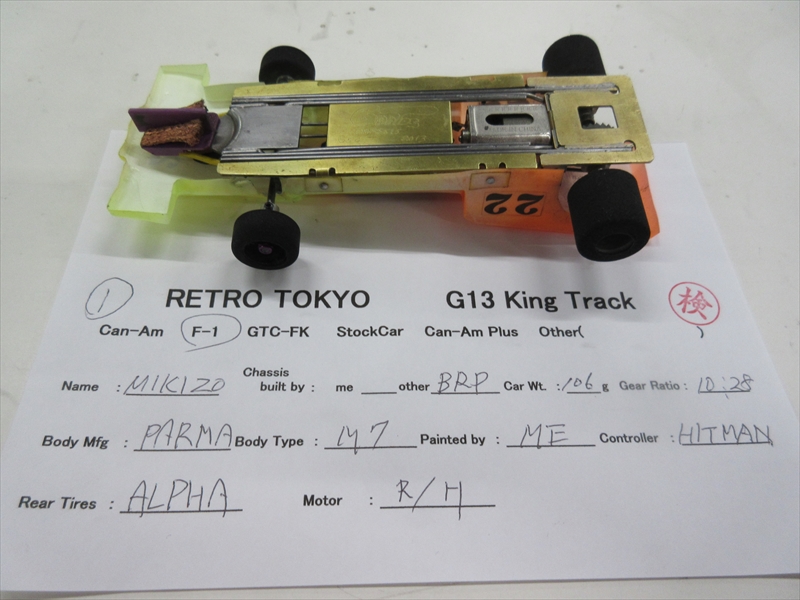 22
① RETRO TOKYO G13 King Track 検
Can-Am F-1 GTC-FK StockCar Can-Am Plus Other( )
Name : MIKIZO Chassis built by : me other BRP Car Wt. : 106 g Gear Ratio : 10:28
Body Mfg : PARMA Body Type : M7 Painted by : ME Controller : HITMAN
Rear Tires : ALPHA Motor : R/H